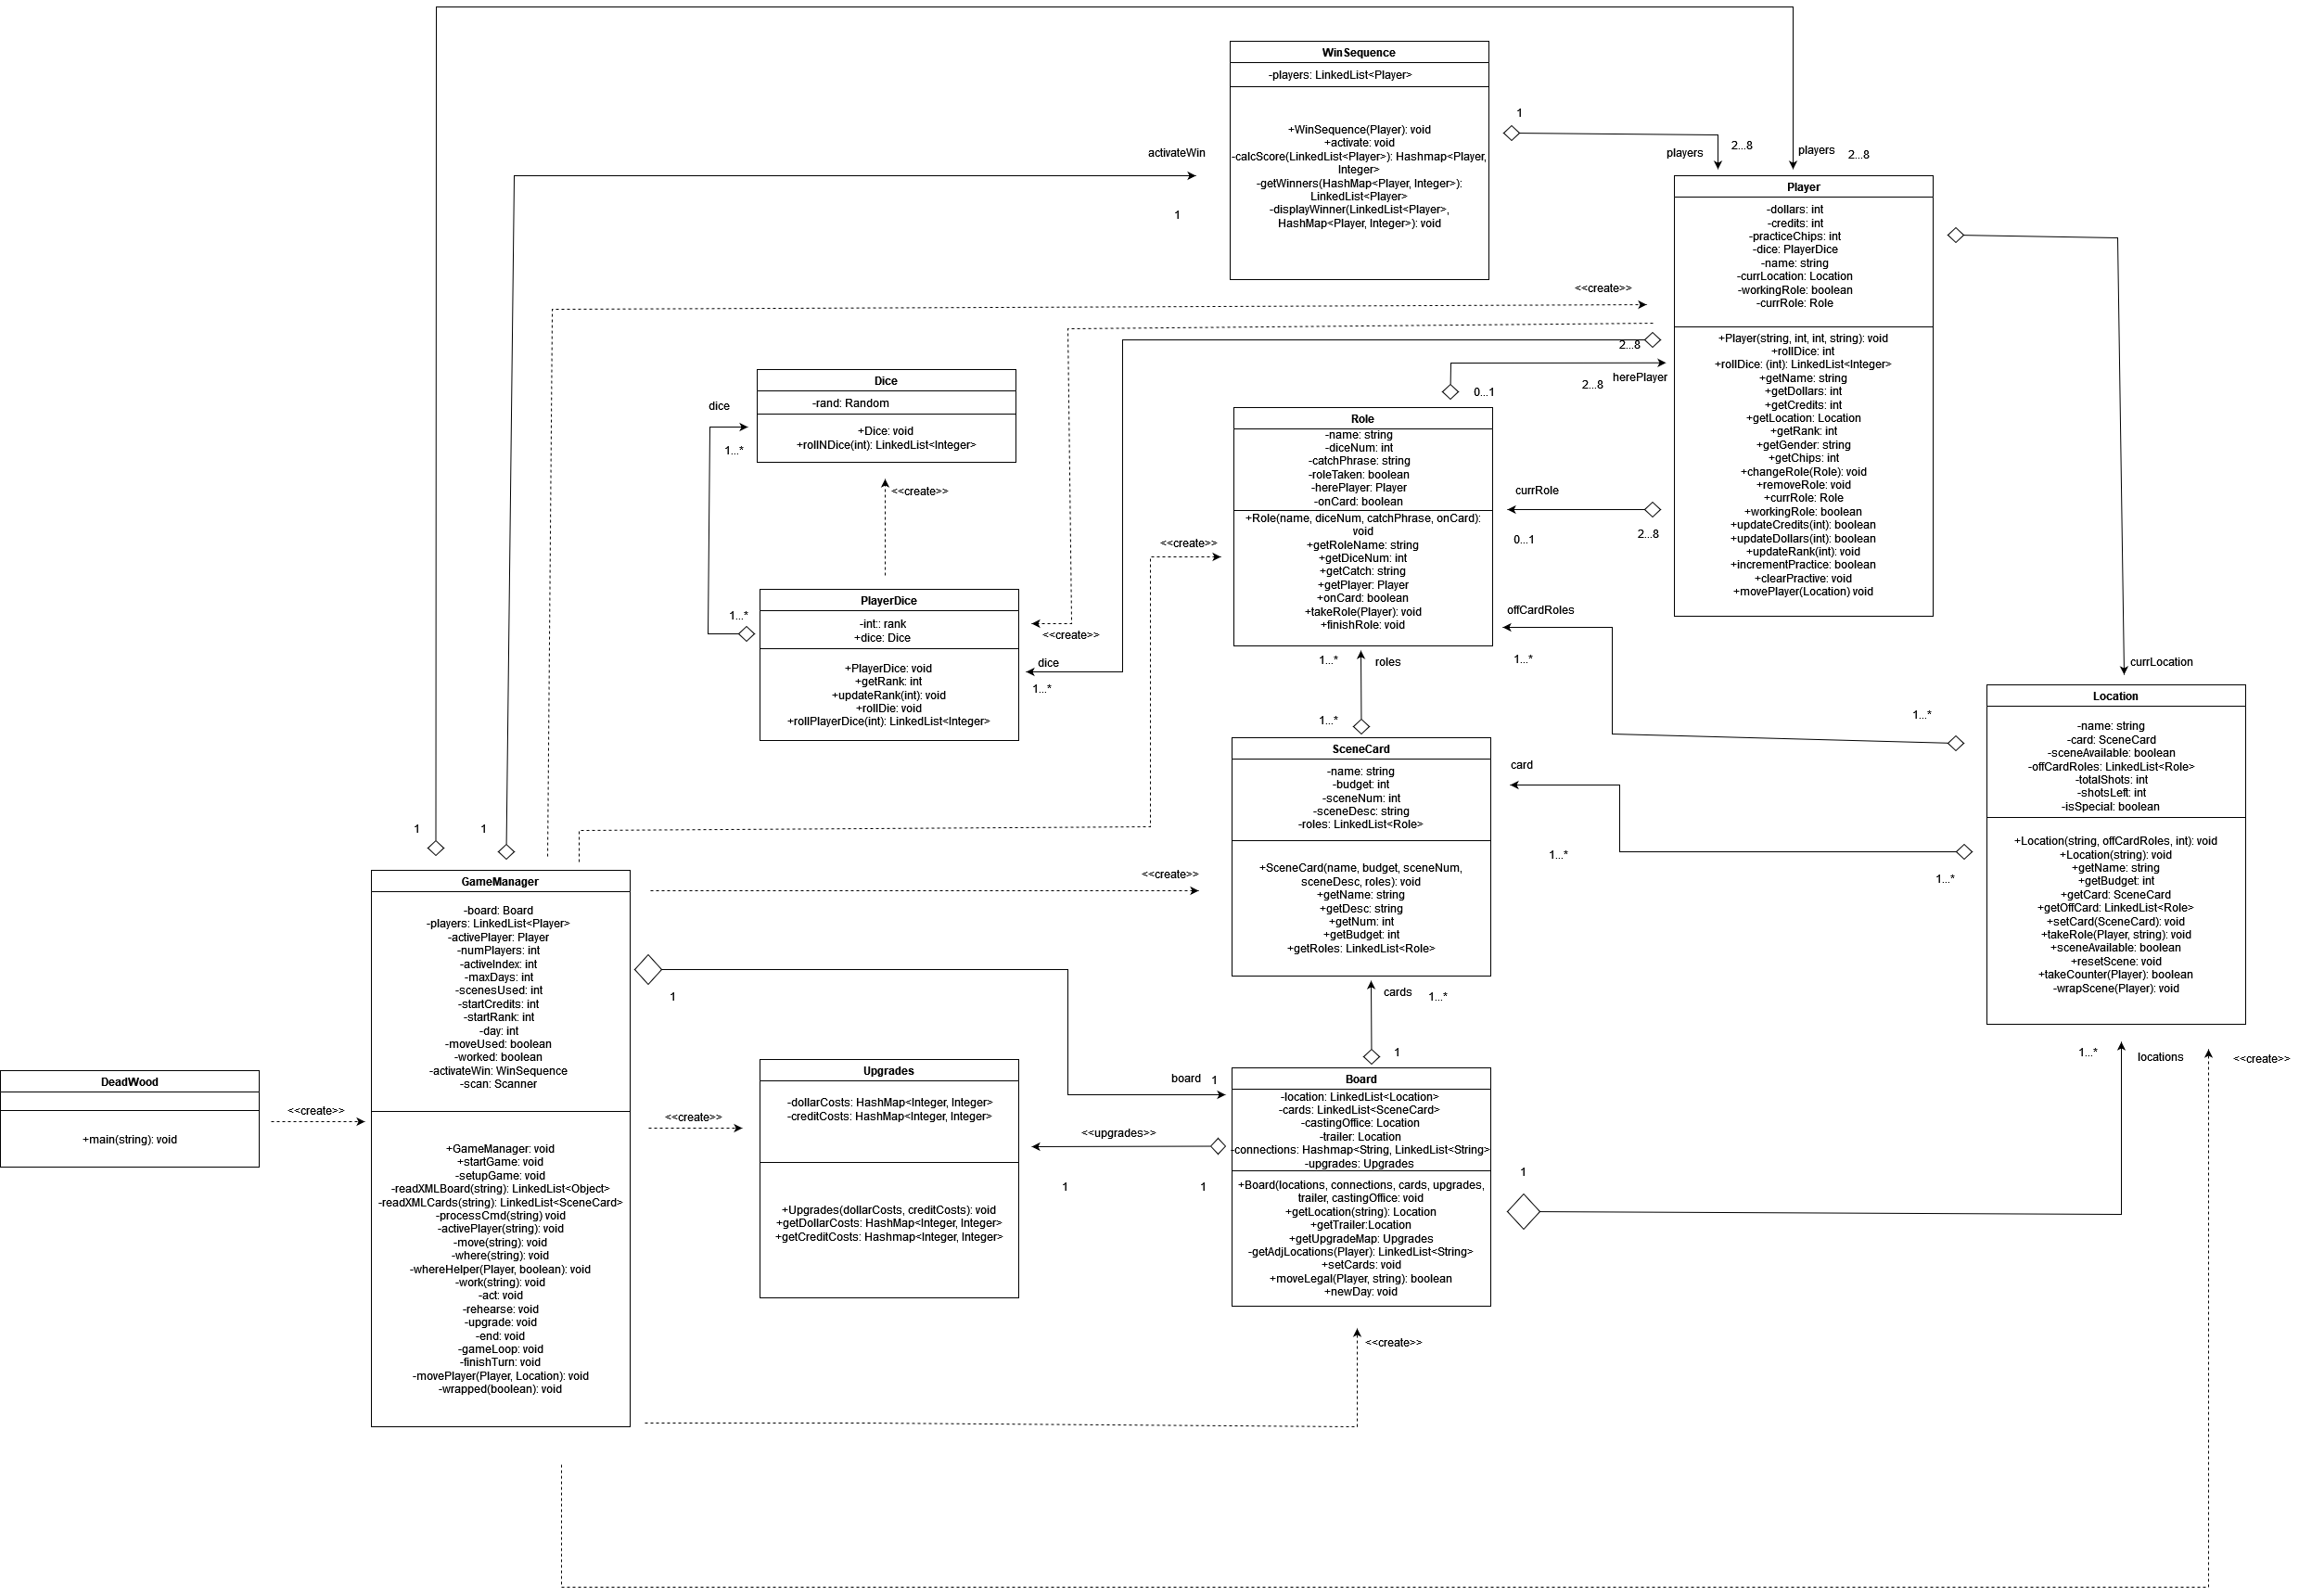 WinSequence
-players: LinkedList<Player>
+WinSequence(Player): void
+activate: void
-calcScore(LinkedList<Player>): Hashmap<Player,
Integer>
-getWinners(HashMap<Player, Integer>):
LinkedList<Player>
-displayWinner(LinkedList<Player>,
HashMap<Player, Integer>): void
activateWin
1
1
players
2...8
players
2...8
Player
-dollars: int
-credits: int
-practiceChips: int
-dice: PlayerDice
-name: string
-currLocation: Location
-workingRole: boolean
-currRole: Role
+Player(string, int, int, string): void
+rollDice: int
+rollDice: (int): LinkedList<Integer>
+getName: string
+getDollars: int
+getCredits: int
+getLocation: Location
+getRank: int
+getGender: string
+getChips: int
+changeRole(Role): void
+removeRole: void
+currRole: Role
+workingRole: boolean
+updateCredits(int): boolean
+updateDollars(int): boolean
+updateRank(int): void
+incrementPractice: boolean
+clearPractive: void
+movePlayer(Location) void
<<create>>
2...8
herePlayer
2...8
0...1
Dice
-rand: Random
+Dice: void
+rollNDice(int): LinkedList<Integer>
dice
1...*
<<create>>
1...*
PlayerDice
-int:: rank
+dice: Dice
+PlayerDice: void
+getRank: int
+updateRank(int): void
+rollDie: void
+rollPlayerDice(int): LinkedList<Integer>
<<create>>
dice
1...*
Role
-name: string
-diceNum: int
-catchPhrase: string
-roleTaken: boolean
-herePlayer: Player
-onCard: boolean
+Role(name, diceNum, catchPhrase, onCard):
void
+getRoleName: string
+getDiceNum: int
+getCatch: string
+getPlayer: Player
+onCard: boolean
+takeRole(Player): void
+finishRole: void
<<create>>
currRole
0...1
2...8
offCardRoles
1...*
1...*
roles
1...*
currLocation
Location
-name: string
-card: SceneCard
-sceneAvailable: boolean
-offCardRoles: LinkedList<Role>
-totalShots: int
-shotsLeft: int
-isSpecial: boolean
+Location(string, offCardRoles, int): void
+Location(string): void
+getName: string
+getBudget: int
+getCard: SceneCard
+getOffCard: LinkedList<Role>
+setCard(SceneCard): void
+takeRole(Player, string): void
+sceneAvailable: boolean
+resetScene: void
+takeCounter(Player): boolean
-wrapScene(Player): void
1...*
1...*
SceneCard
-name: string
-budget: int
-sceneNum: int
-sceneDesc: string
-roles: LinkedList<Role>
+SceneCard(name, budget, sceneNum,
sceneDesc, roles): void
+getName: string
+getDesc: string
+getNum: int
+getBudget: int
+getRoles: LinkedList<Role>
card
1...*
<<create>>
cards
1...*
1
1
1
GameManager
-board: Board
-players: LinkedList<Player>
-activePlayer: Player
-numPlayers: int
-activeIndex: int
-maxDays: int
-scenesUsed: int
-startCredits: int
-startRank: int
-day: int
-moveUsed: boolean
-worked: boolean
-activateWin: WinSequence
-scan: Scanner
+GameManager: void
+startGame: void
-setupGame: void
-readXMLBoard(string): LinkedList<Object>
-readXMLCards(string): LinkedList<SceneCard>
-processCmd(string) void
-activePlayer(string): void
-move(string): void
-where(string): void
-whereHelper(Player, boolean): void
-work(string): void
-act: void
-rehearse: void
-upgrade: void
-end: void
-gameLoop: void
-finishTurn: void
-movePlayer(Player, Location): void
-wrapped(boolean): void
1
DeadWood
+main(string): void
<<create>>
<<create>>
Upgrades
-dollarCosts: HashMap<Integer, Integer>
-creditCosts: HashMap<Integer, Integer>
+Upgrades(dollarCosts, creditCosts): void
+getDollarCosts: HashMap<Integer, Integer>
+getCreditCosts: Hashmap<Integer, Integer>
board
1
<<upgrades>>
1
1
Board
-location: LinkedList<Location>
-cards: LinkedList<SceneCard>
-castingOffice: Location
-trailer: Location
-connections: Hashmap<String, LinkedList<String>
-upgrades: Upgrades
+Board(locations, connections, cards, upgrades,
trailer, castingOffice: void
+getLocation(string): Location
+getTrailer:Location
+getUpgradeMap: Upgrades
-getAdjLocations(Player): LinkedList<String>
+setCards: void
+moveLegal(Player, string): boolean
+newDay: void
1
1...*
locations
<<create>>
<<create>>